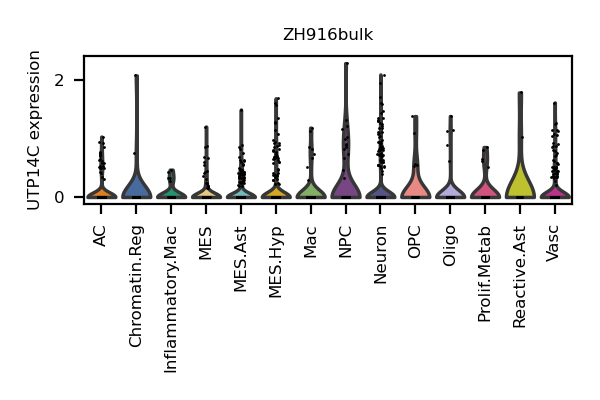 ZH916bulk
UTP14C expression
2
0
AC
Chromatin.Reg
Inflammatory.Mac
MES
MES.Ast
MES.Hyp
Mac
NPC
Neuron
OPC
Oligo
Prolif.Metab
Reactive.Ast
Vasc